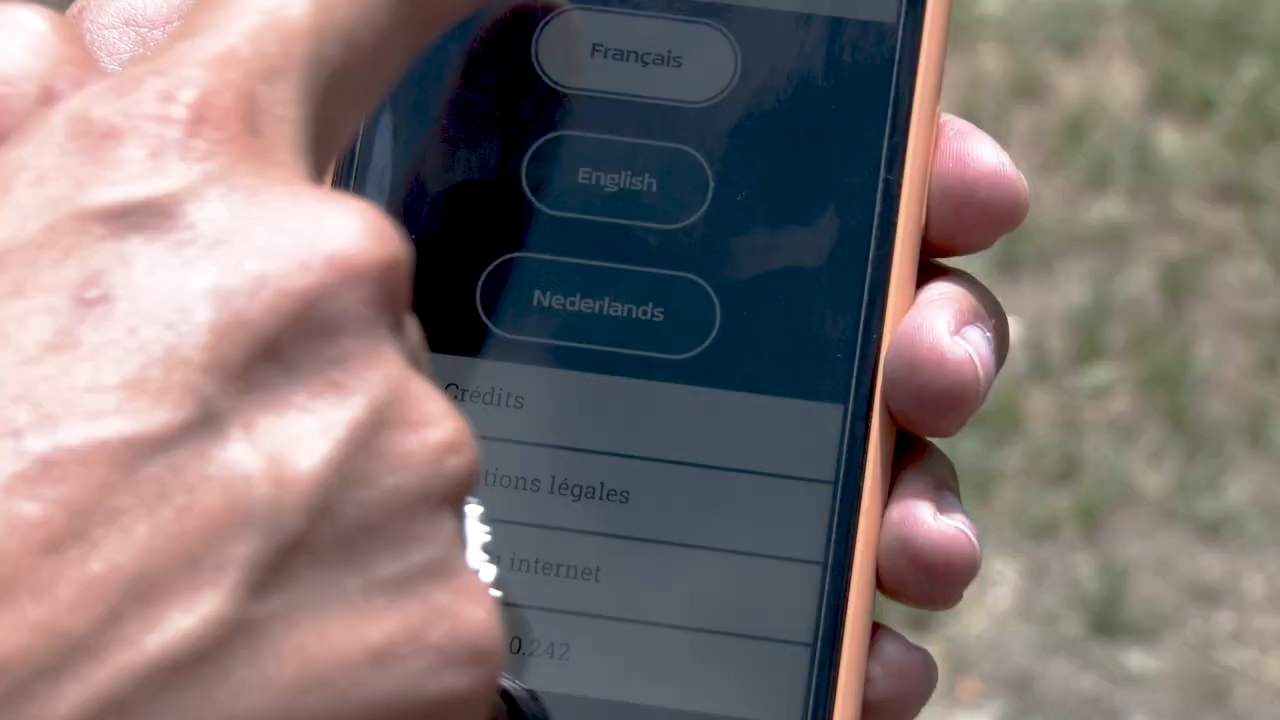 Français
English
Nederlands
Crédits
tions légales
internet
0.242